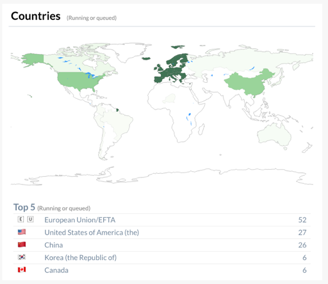 Countries (Running or queued)
Top 5 (Running or queued)
European Union/EFTA 52
United States of America (the) 27
China 26
Korea (the Republic of) 6
Canada 6